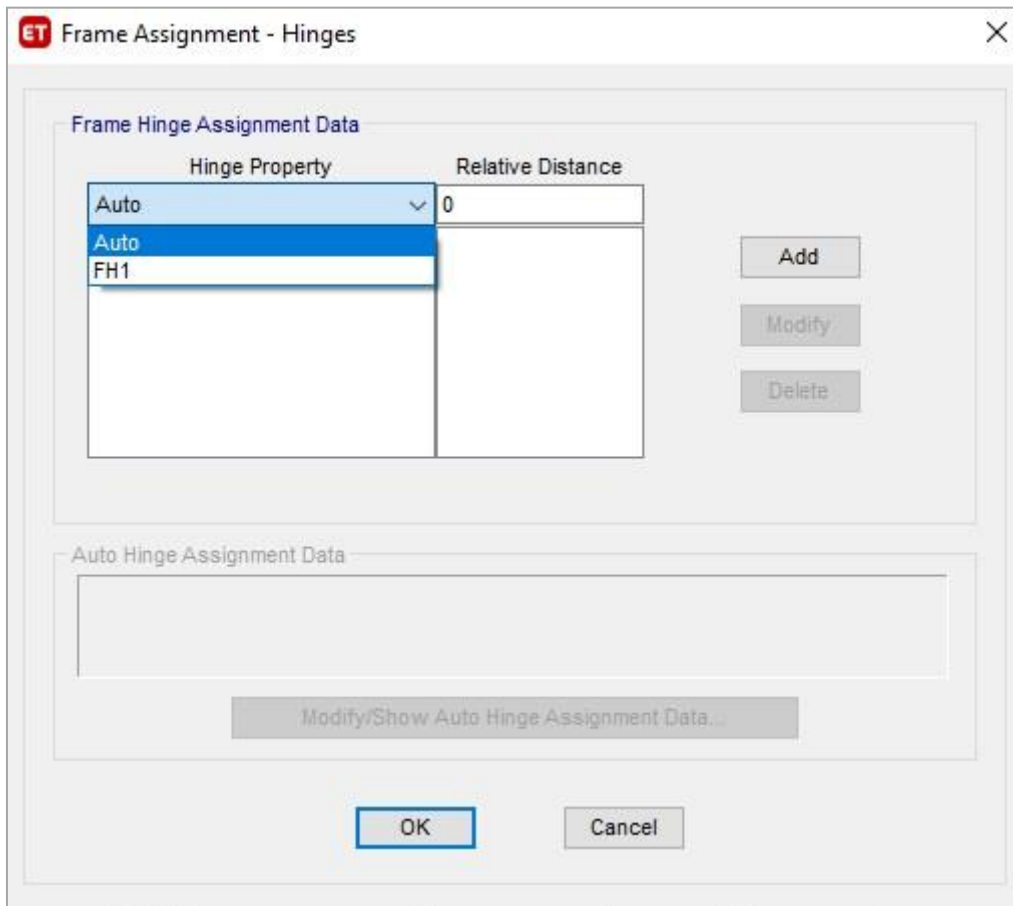 ET Frame Assignment - Hinges
Frame Hinge Assignment Data
Hinge Property Relative Distance
Auto 0
Auto
FH1
Add
Modify
Delete
Auto Hinge Assignment Data
Modify/Show Auto Hinge Assignment Data...
OK Cancel